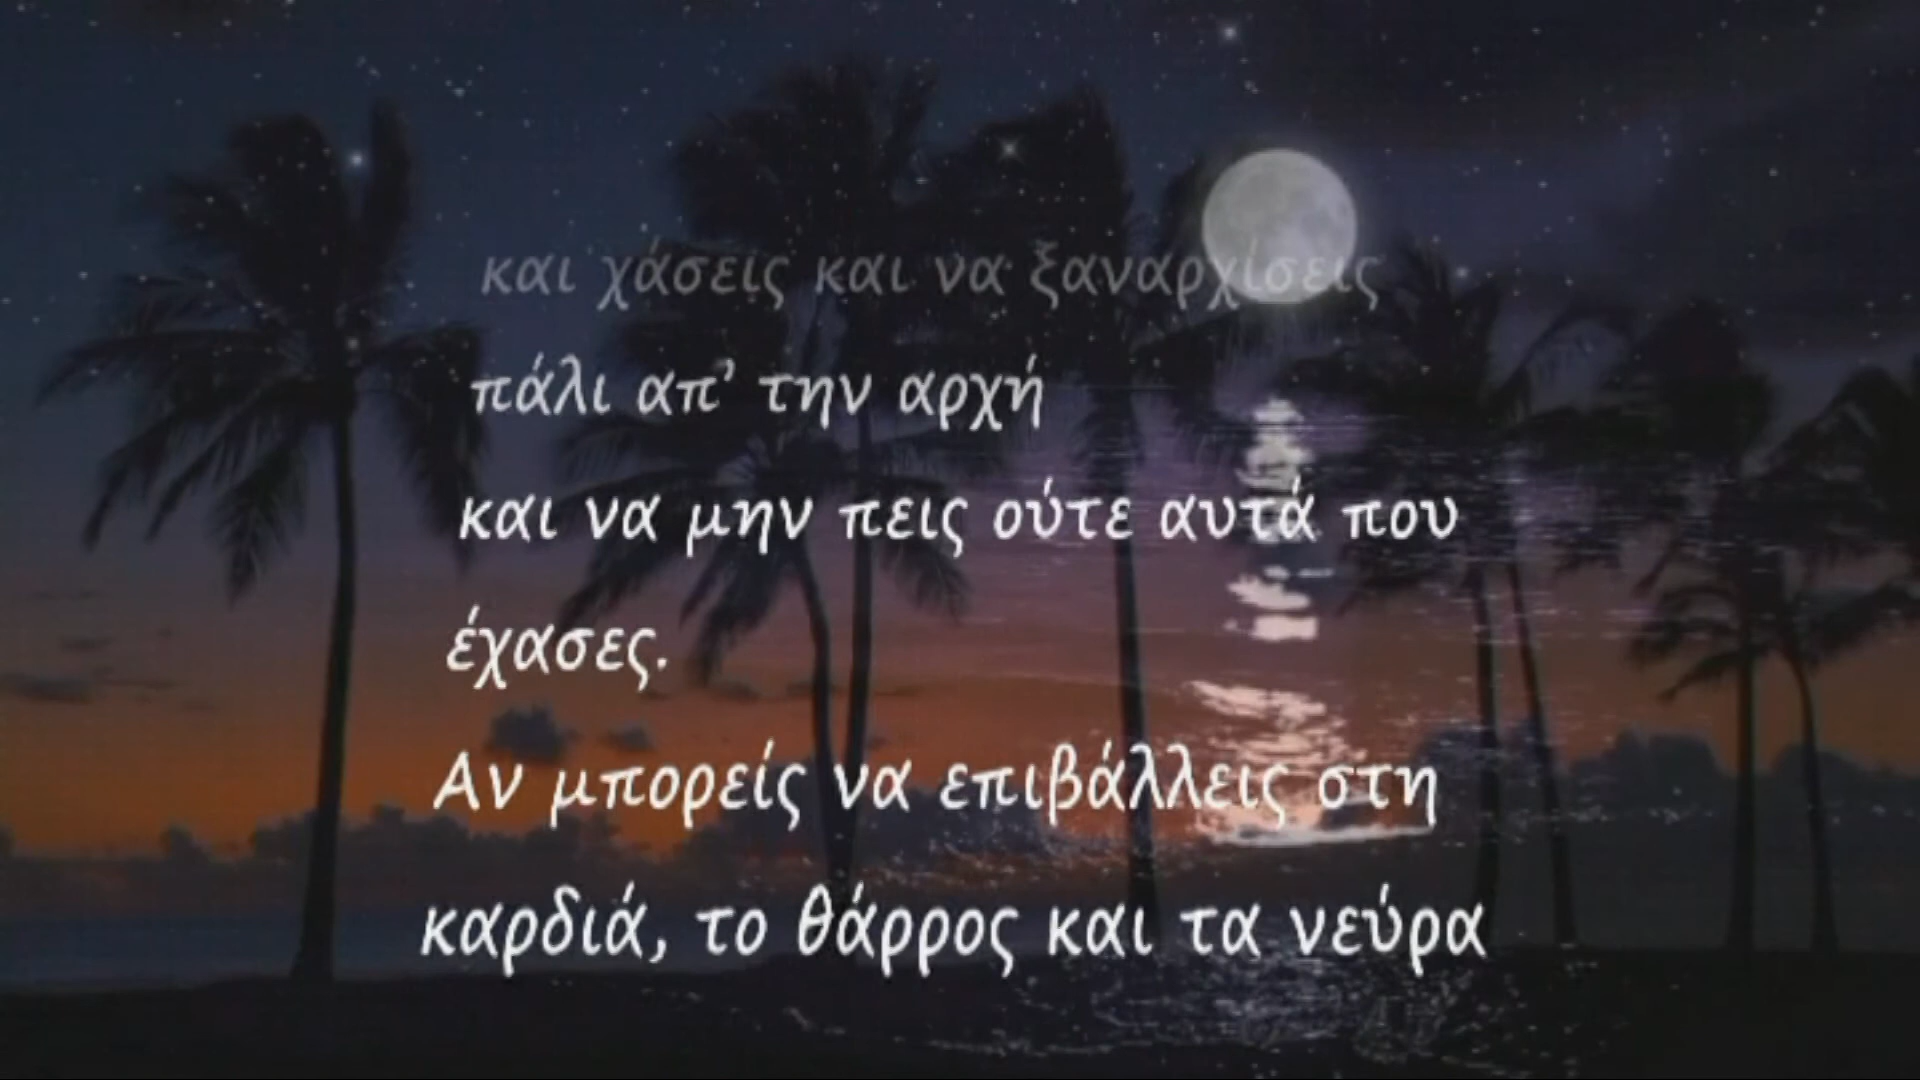 και χάσεις και να ξαναρχίσεις
πάλι απ' την αρχή
και να μην πεις ούτε αυτά που
έχασες.
Αν μπορείς να επιβάλλεις στη
καρδιά, το θάρρος και τα νεύρα